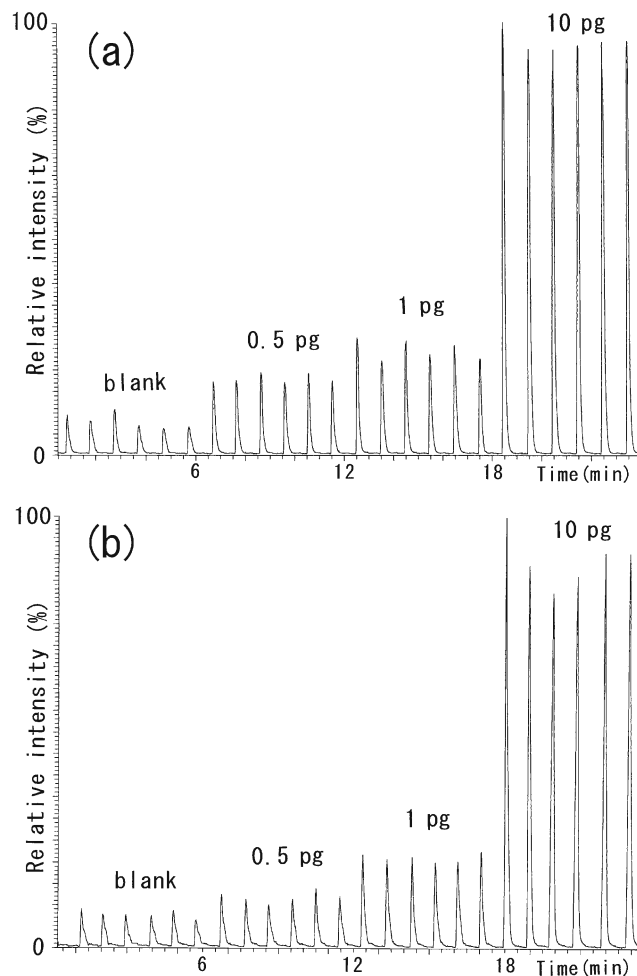 100
(a)
10 pg
Relative intensity (%)
1 pg
0.5 pg
blank
0
6
12
18
Time(min)
100
(b)
10 pg
Relative intensity (%)
1 pg
0.5 pg
blank
0
6
12
18
Time(min)